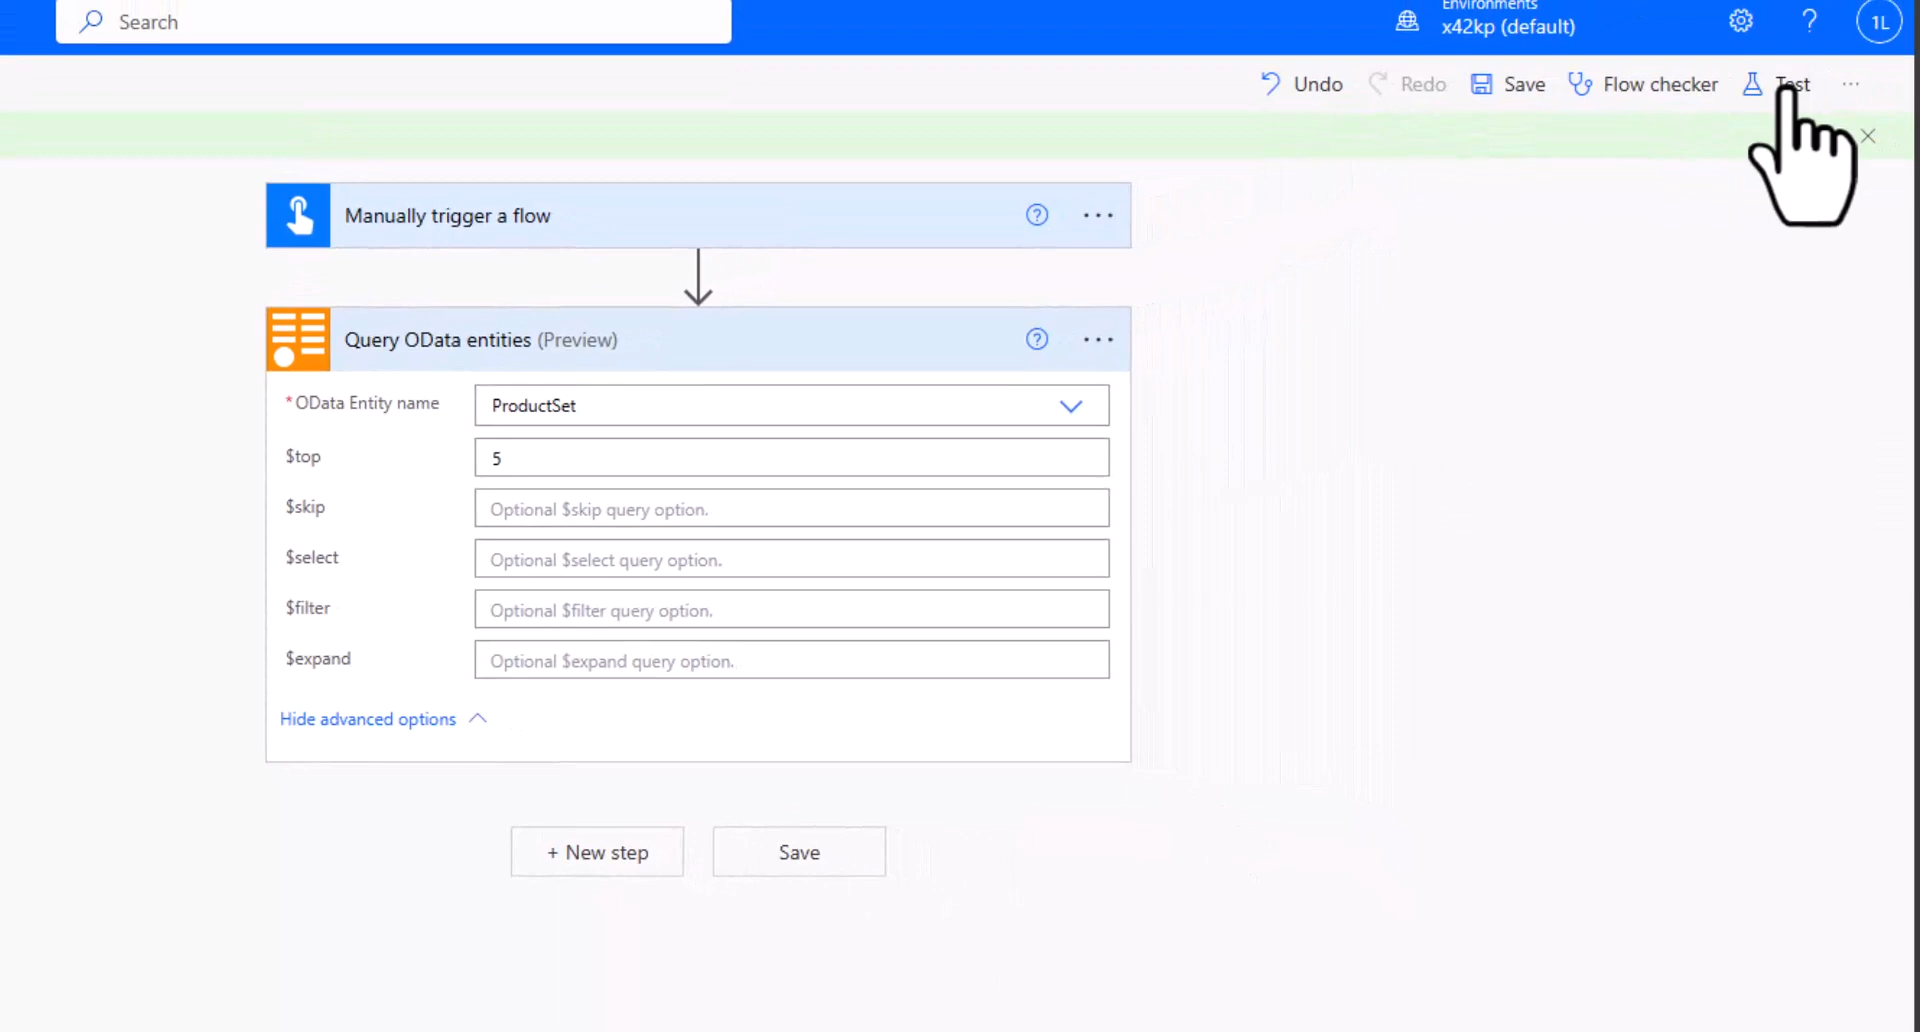 Search
Environments
x42kp (default)
1L
Undo
Redo
Save
Flow checker
Test
Manually trigger a flow
Query OData entities (Preview)
* OData Entity name
ProductSet
$top
5
$skip
Optional $skip query option.
$select
Optional $select query option.
$filter
Optional $filter query option.
$expand
Optional $expand query option.
Hide advanced options
+ New step
Save